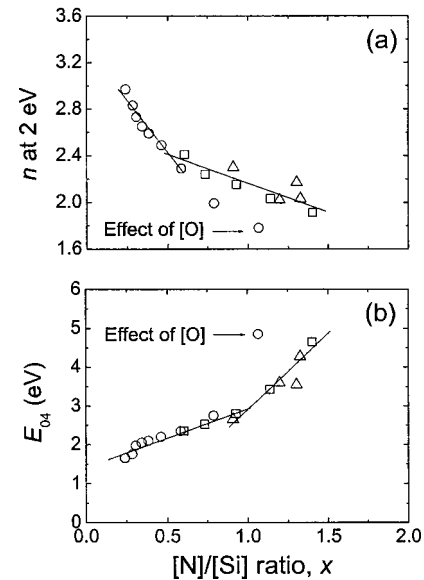 3.6
(a)
3.2
2.8
n at 2 eV
2.4
2.0
Effect of [O]
1.6
6
(b)
5
Effect of [O]
4
E04 (eV)
3
2
1
0
0.0 0.5 1.0 1.5 2.0
[N]/[Si] ratio, x